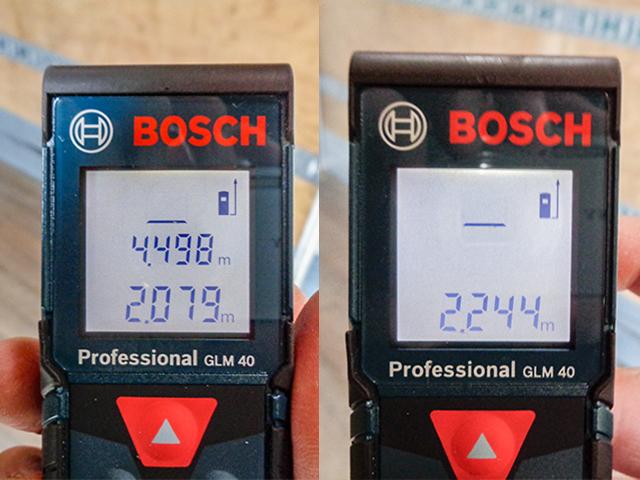 BOSCH
4.498 m
2.079 m
Professional GLM 40
BOSCH
2.244 m
Professional GLM 40